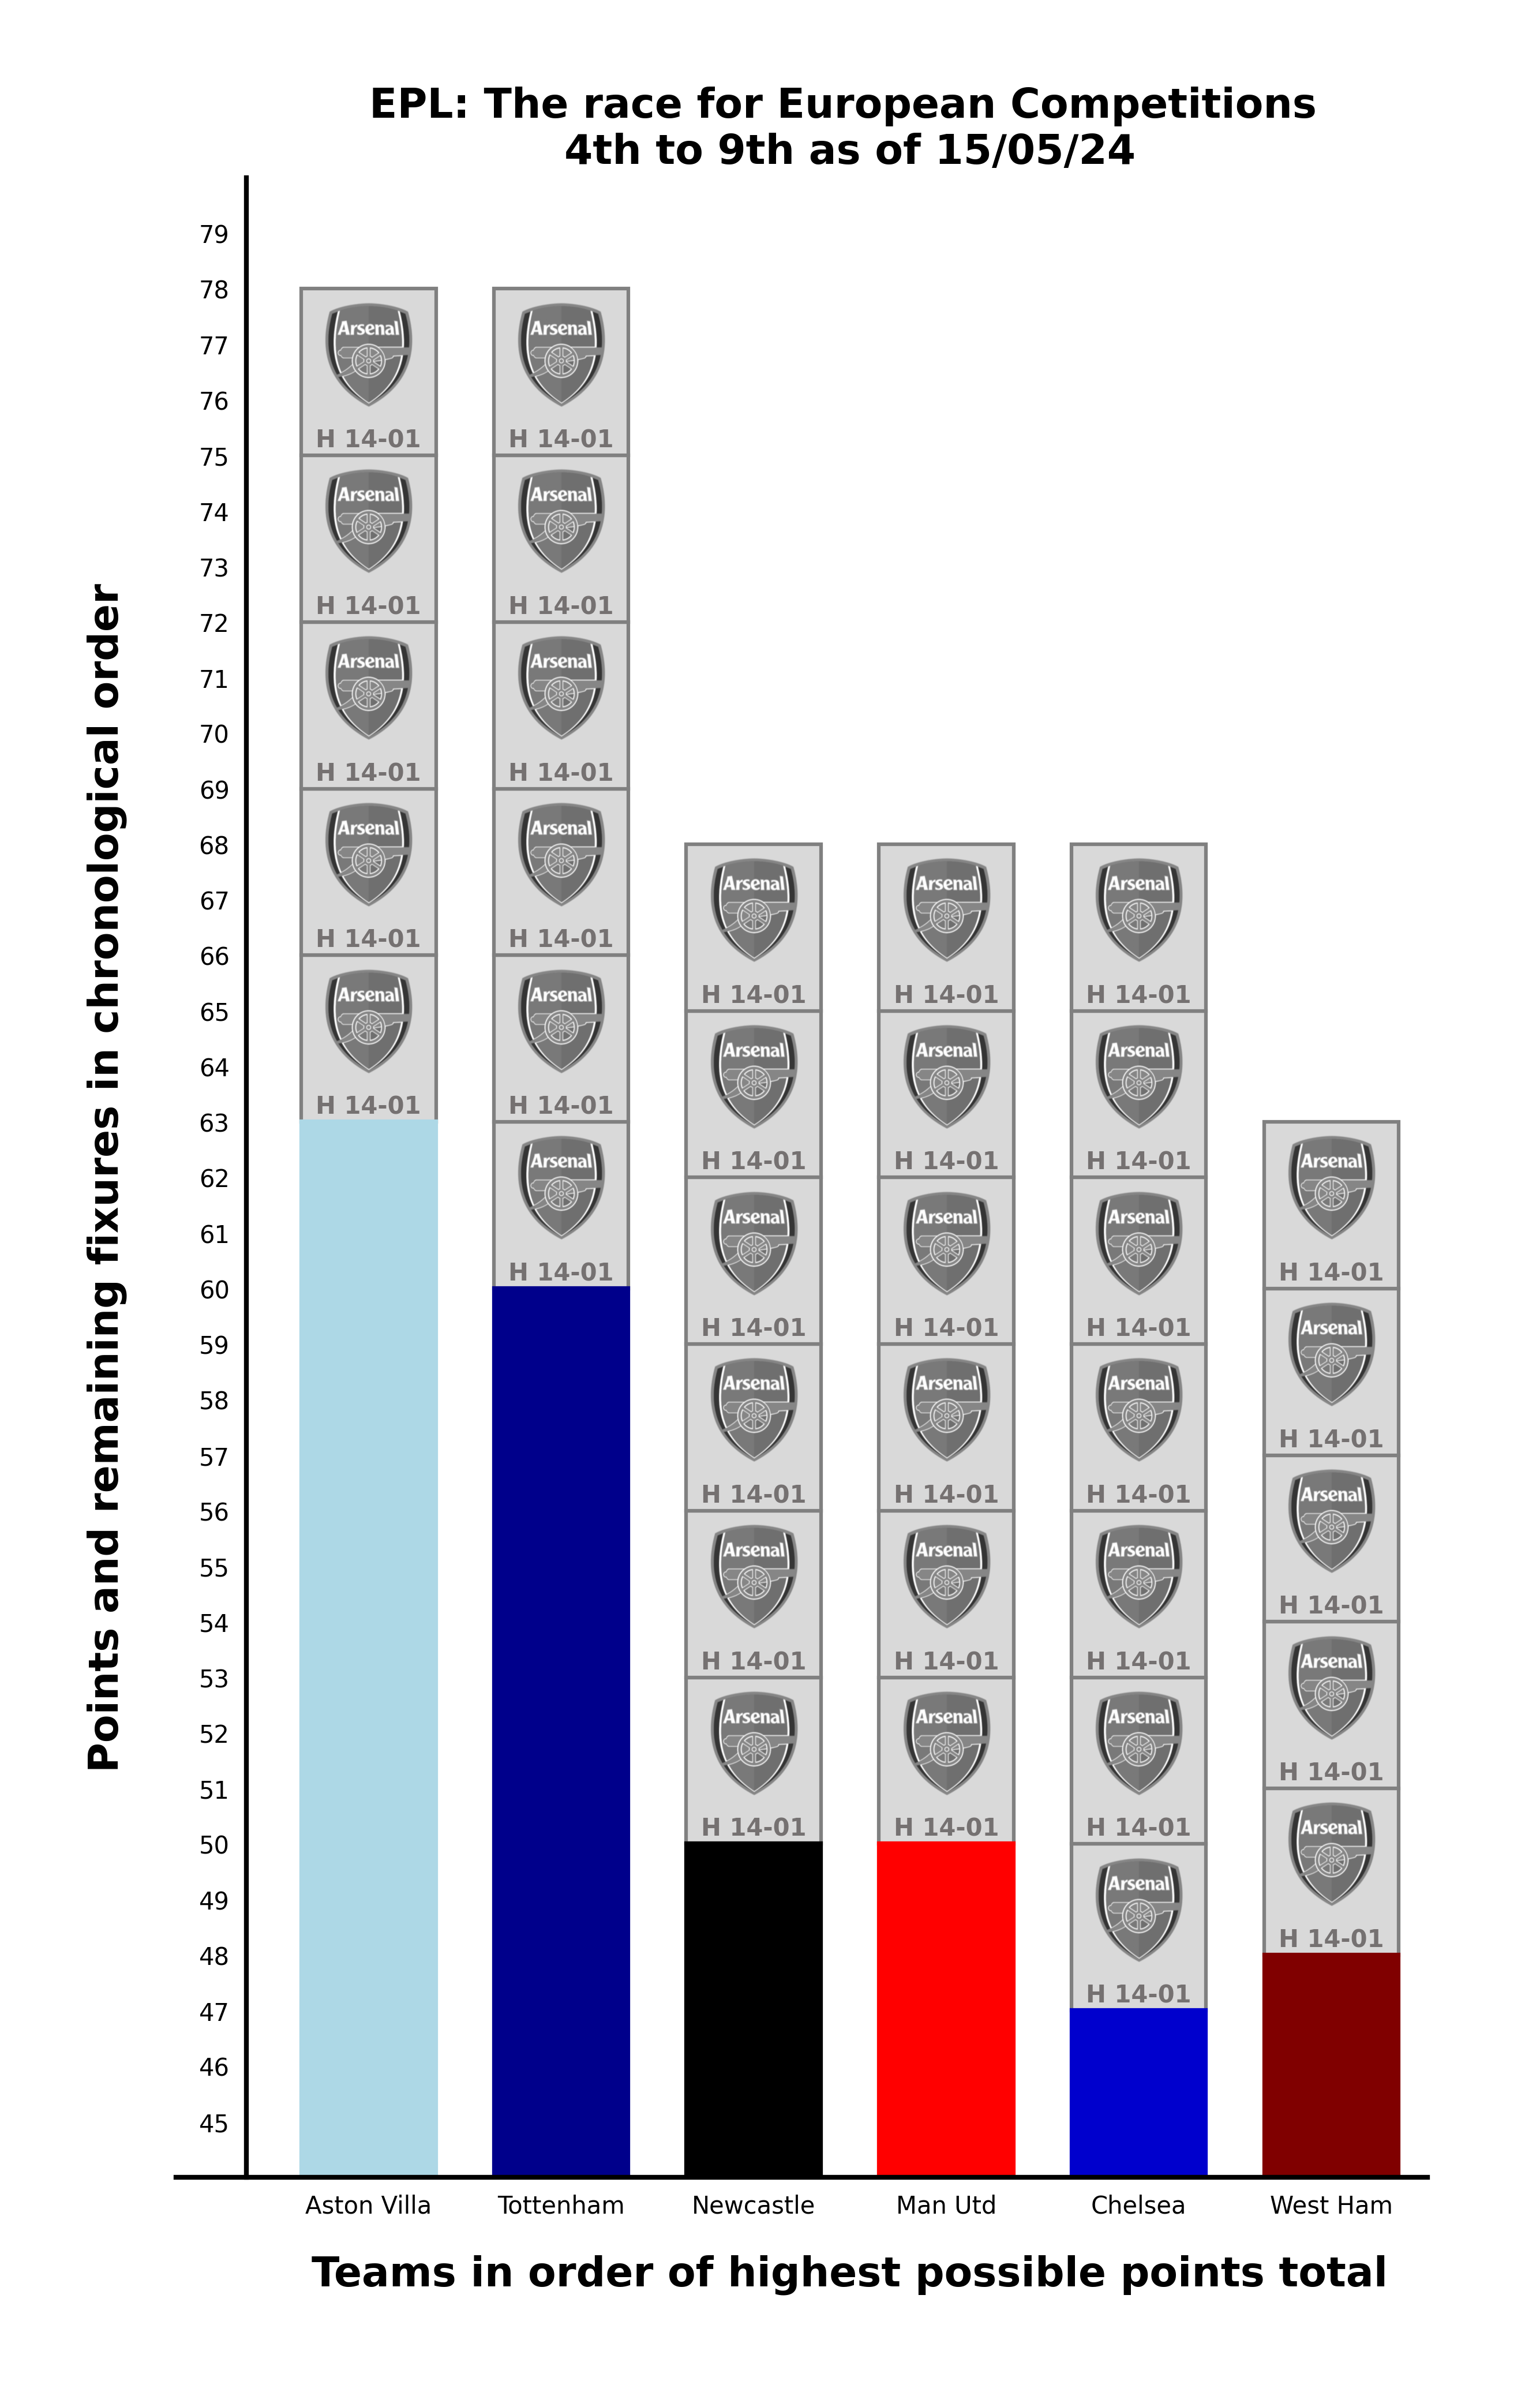 EPL: The race for European Competitions
4th to 9th as of 15/05/24
Points and remaining fixtures in chronological order
79
78
77
76
75
74
73
72
71
70
69
68
67
66
65
64
63
62
61
60
59
58
57
56
55
54
53
52
51
50
49
48
47
46
45
Arsenal Arsenal
H 14-01 H 14-01
Arsenal Arsenal
H 14-01 H 14-01
Arsenal Arsenal
H 14-01 H 14-01
Arsenal Arsenal
Arsenal Arsenal Arsenal
H 14-01 H 14-01
H 14-01 H 14-01 H 14-01
Arsenal Arsenal
Arsenal Arsenal Arsenal
H 14-01 H 14-01
H 14-01 H 14-01 H 14-01
Arsenal Arsenal
Arsenal Arsenal Arsenal
H 14-01 H 14-01
H 14-01 H 14-01 H 14-01
Arsenal
Arsenal Arsenal Arsenal
H 14-01
H 14-01 H 14-01 H 14-01
Arsenal
Arsenal Arsenal Arsenal
H 14-01
H 14-01 H 14-01 H 14-01
Arsenal
Arsenal Arsenal Arsenal
H 14-01
H 14-01 H 14-01 H 14-01
Arsenal
Arsenal
H 14-01
H 14-01
Aston Villa Tottenham Newcastle Man Utd Chelsea West Ham
Teams in order of highest possible points total